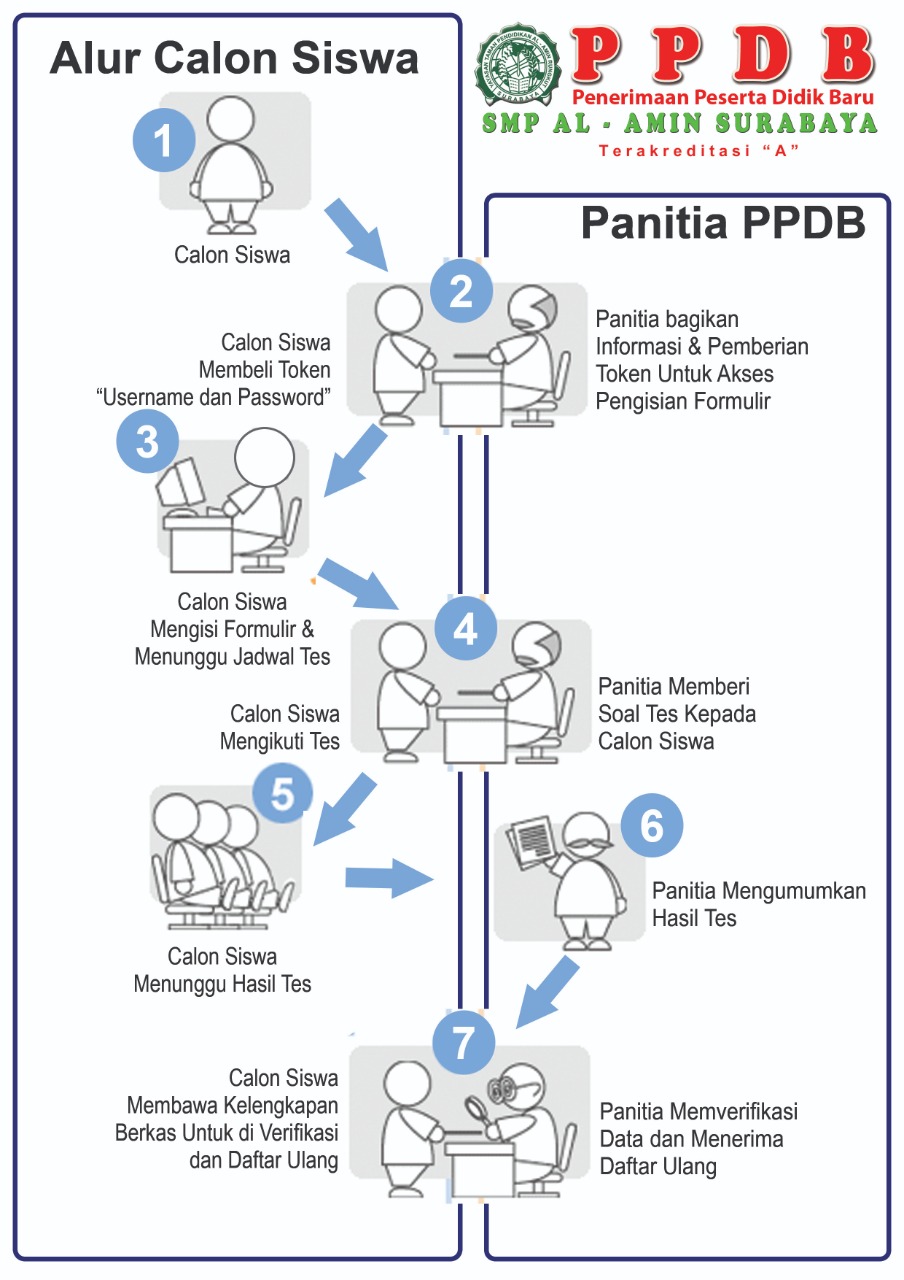 Alur Calon Siswa
PPDB
Penerimaan Peserta Didik Baru
SMP AL - AMIN SURABAYA
Terakreditasi “A”
Panitia PPDB
1
Calon Siswa
2
Calon Siswa
Membeli Token
“Username dan Password”
Panitia bagikan
Informasi & Pemberian
Token Untuk Akses
Pengisian Formulir
3
Calon Siswa
Mengisi Formulir &
Menunggu Jadwal Tes
4
Calon Siswa
Mengikuti Tes
Panitia Memberi
Soal Tes Kepada
Calon Siswa
5
Calon Siswa
Menunggu Hasil Tes
6
Panitia Mengumumkan
Hasil Tes
7
Calon Siswa
Membawa Kelengkapan
Berkas Untuk di Verifikasi
dan Daftar Ulang
Panitia Memverifikasi
Data dan Menerima
Daftar Ulang